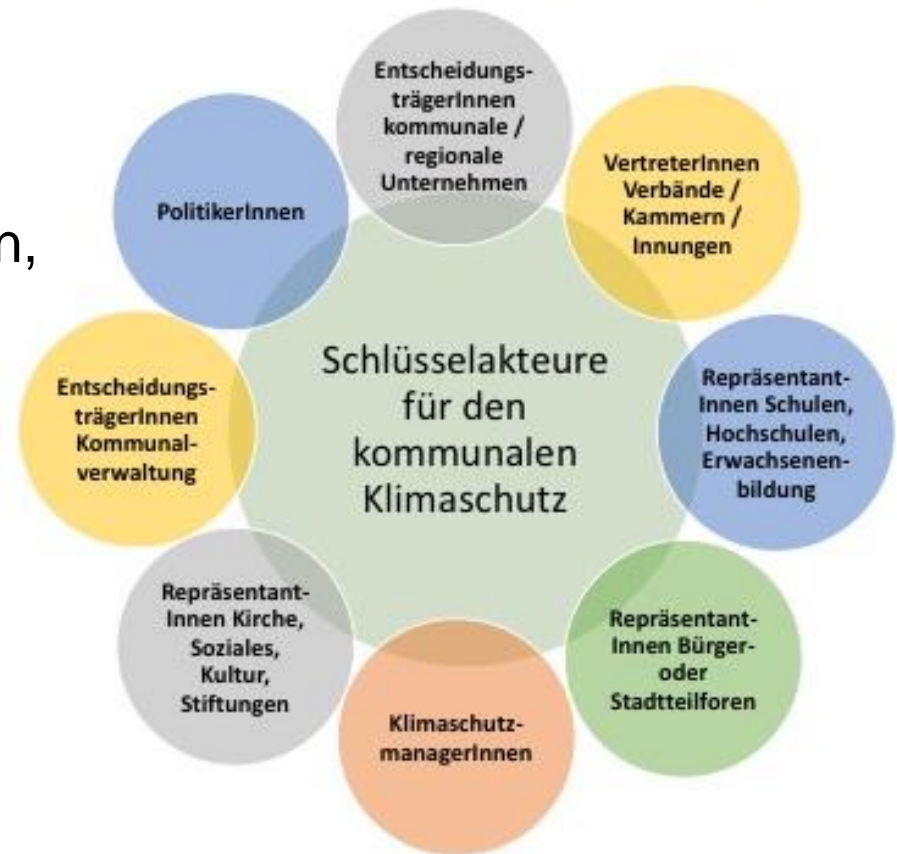 Entscheidungs-
trägerInnen
kommunale /
regionale
Unternehmen
VertreterInnen
Verbände /
Kammern /
Innungen
PolitikerInnen
n,
Schlüsselakteure
für den
kommunalen
Klimaschutz
Entscheidungs-
trägerInnen
Kommunal-
verwaltung
Repräsentant-
Innen Schulen,
Hochschulen,
Erwachsenen-
bildung
Repräsentant-
Innen Kirche,
Soziales,
Kultur,
Stiftungen
Repräsentant-
Innen Bürger-
oder
Stadtteilforen
Klimaschutz-
managerInnen